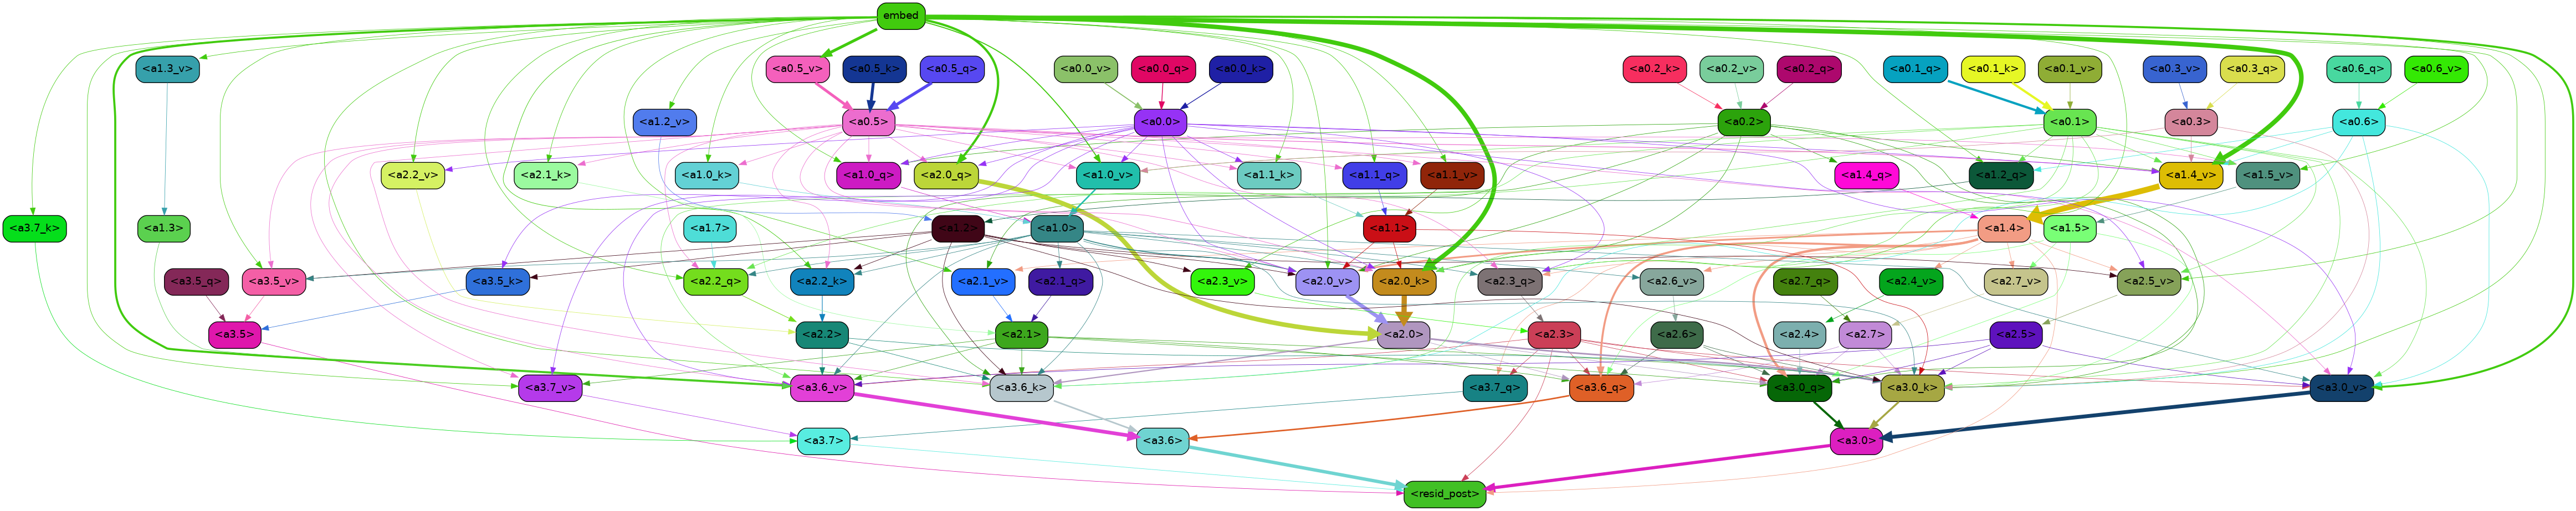 embed
<a1.3_v> <a0.5_v> <a0.5_k> <a0.5_q> <a0.0_v> <a0.0_q> <a0.0_k> <a0.2_k> <a0.2_v> <a0.2_q> <a0.1_q> <a0.1_k> <a0.1_v> <a0.3_v> <a0.3_q> <a0.6_q> <a0.6_v>
<a1.2_v> <a0.5> <a0.0> <a0.2> <a0.1> <a0.3> <a0.6>
<a2.2_v> <a2.1_k> <a1.0_k> <a1.0_q> <a2.0_q> <a1.0_v> <a1.1_k> <a1.1_q> <a1.1_v> <a1.4_q> <a1.2_q> <a1.4_v> <a1.5_v>
<a3.7_k> <a1.3> <a1.7> <a1.2> <a1.0> <a1.1> <a1.4> <a1.5>
<a3.5_q> <a3.5_v> <a3.5_k> <a2.2_q> <a2.2_k> <a2.1_v> <a2.1_q> <a2.3_v> <a2.0_v> <a2.0_k> <a2.3_q> <a2.6_v> <a2.7_q> <a2.4_v> <a2.7_v> <a2.5_v>
<a3.5> <a2.2> <a2.1> <a2.0> <a2.3> <a2.6> <a2.4> <a2.7> <a2.5>
<a3.7_v> <a3.6_v> <a3.6_k> <a3.7_q> <a3.6_q> <a3.0_q> <a3.0_k> <a3.0_v>
<a3.7> <a3.6> <a3.0>
<resid_post>